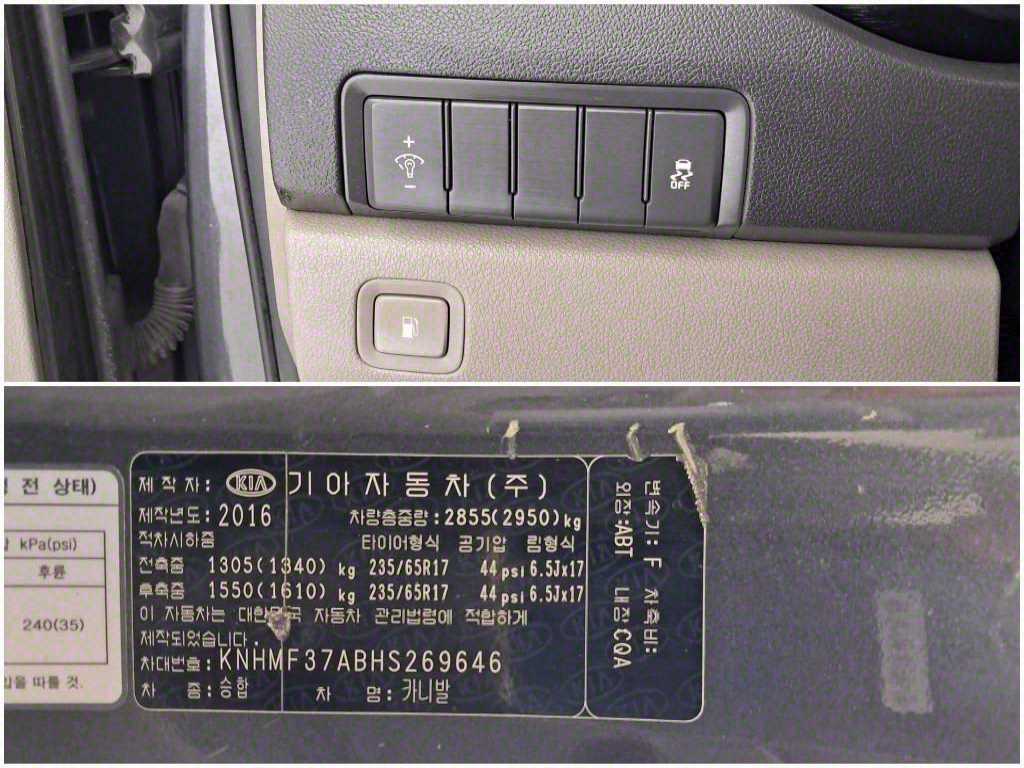 +
−
OFF
전 상태)
kPa(psi)
후륜
240(35)
을 따를 것.
제 작 자: KIA 기아자동차(주)
제작년도: 2016 차량총중량: 2855(2950)kg
적차시하중 타이어형식 공기압 림형식
전축중 1305(1340) kg 235/65R17 44 psi 6.5Jx17
후축중 1550(1610) kg 235/65R17 44 psi 6.5Jx17
이 자동차는 대한민국 자동차 관리법령에 적합하게
제작되었습니다.
차대번호: KNHMF37ABHS269646
차 종: 승합 차 명: 카니발
변속기: F 차축비:
외장:ABT 내장:CQA